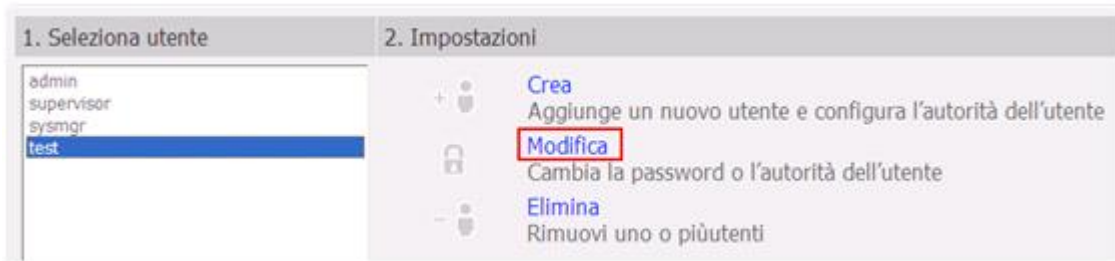 1. Seleziona utente
2. Impostazioni
admin
supervisor
sysmgr
test
Crea
Aggiunge un nuovo utente e configura l'autorità dell'utente
Modifica
Cambia la password o l'autorità dell'utente
Elimina
Rimuovi uno o piùutenti